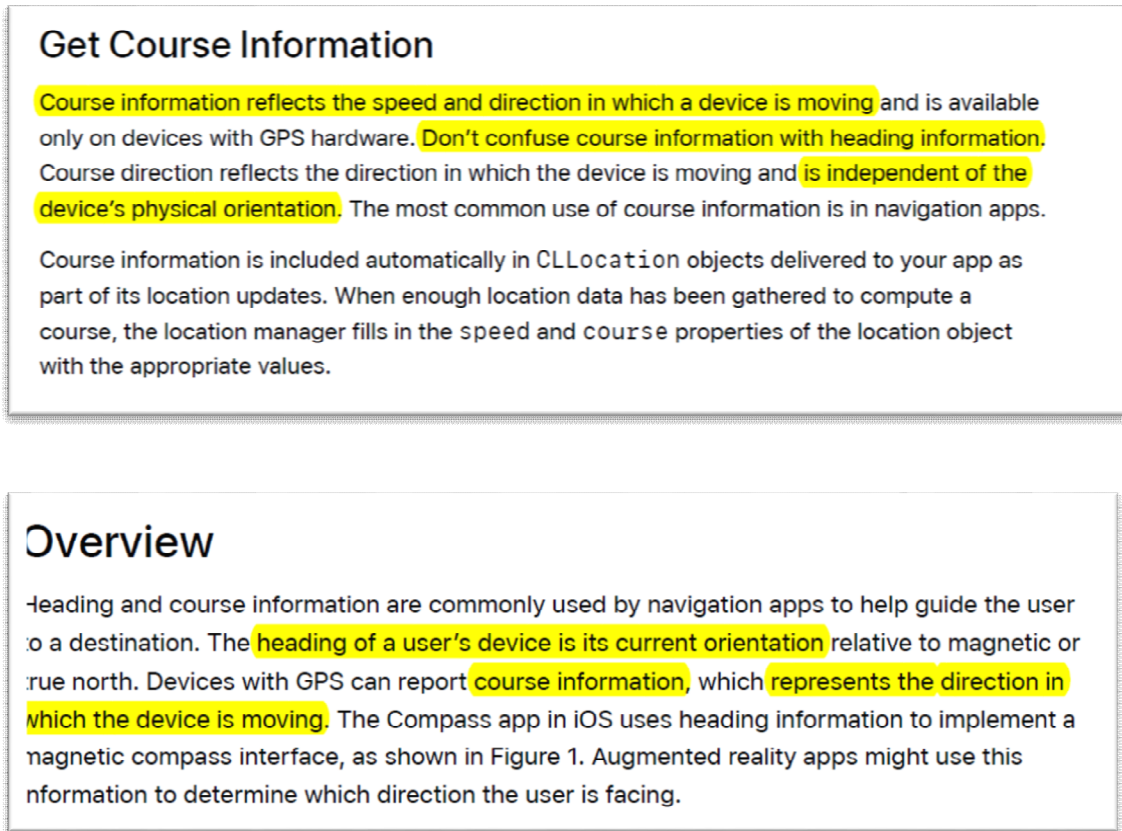 Get Course Information
Course information reflects the speed and direction in which a device is moving and is available
only on devices with GPS hardware. Don’t confuse course information with heading information.
Course direction reflects the direction in which the device is moving and is independent of the
device’s physical orientation. The most common use of course information is in navigation apps.
Course information is included automatically in CLLocation objects delivered to your app as
part of its location updates. When enough location data has been gathered to compute a
course, the location manager fills in the speed and course properties of the location object
with the appropriate values.
Overview
Heading and course information are commonly used by navigation apps to help guide the user
to a destination. The heading of a user’s device is its current orientation relative to magnetic or
true north. Devices with GPS can report course information, which represents the direction in
which the device is moving. The Compass app in iOS uses heading information to implement a
magnetic compass interface, as shown in Figure 1. Augmented reality apps might use this
information to determine which direction the user is facing.